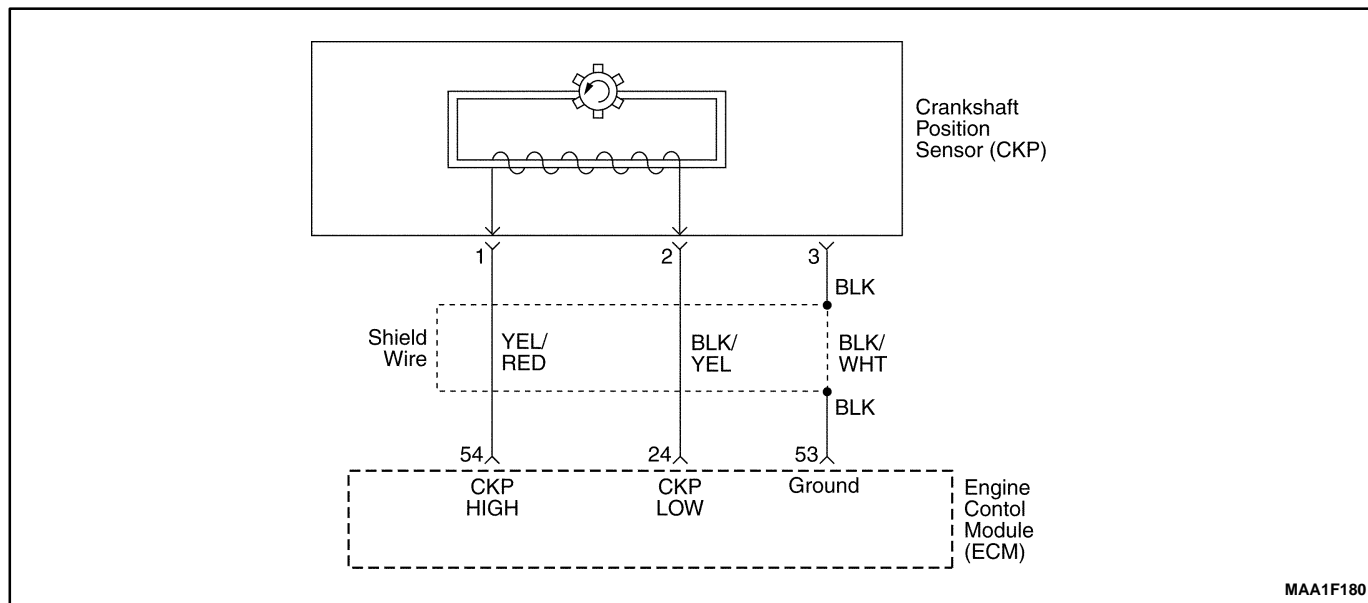 Crankshaft
Position
Sensor (CKP)
1
2
3
BLK
Shield
Wire
YEL/
RED
BLK/
YEL
BLK/
WHT
BLK
54
24
53
CKP
HIGH
CKP
LOW
Ground
Engine
Contol
Module
(ECM)
MAA1F180